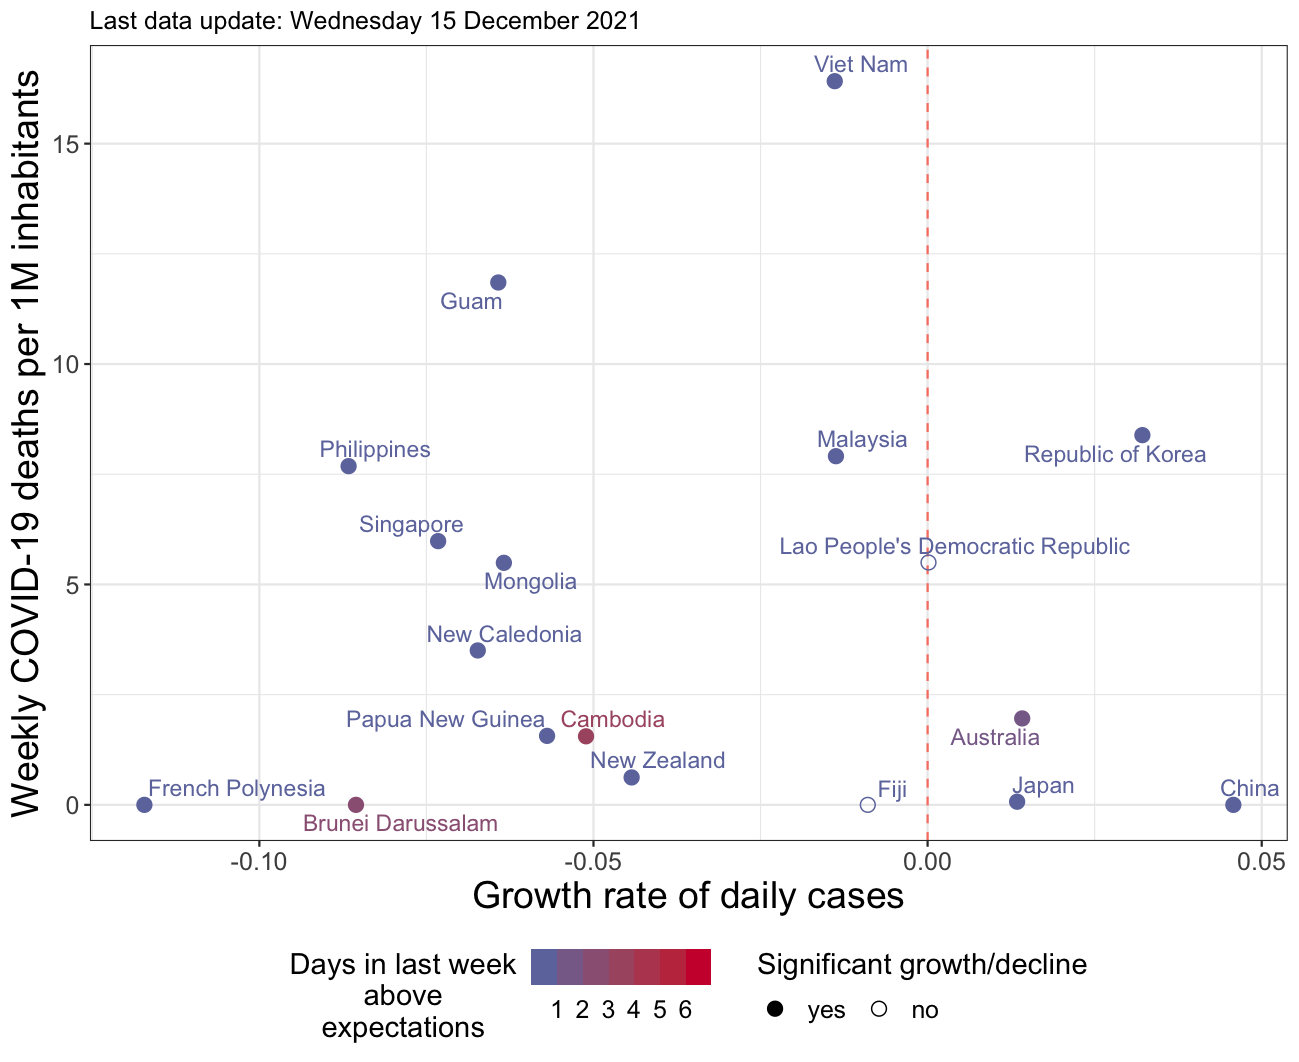 Last data update: Wednesday 15 December 2021
Weekly COVID-19 deaths per 1M inhabitants
15
10
5
0
Viet Nam
Guam
Malaysia
Philippines
Republic of Korea
Singapore
Lao People's Democratic Republic
Mongolia
New Caledonia
Papua New Guinea
Cambodia
Australia
New Zealand
French Polynesia
Fiji
Japan
China
Brunei Darussalam
-0.10
-0.05
0.00
0.05
Growth rate of daily cases
Days in last week
above
expectations
1 2 3 4 5 6
Significant growth/decline
yes
no